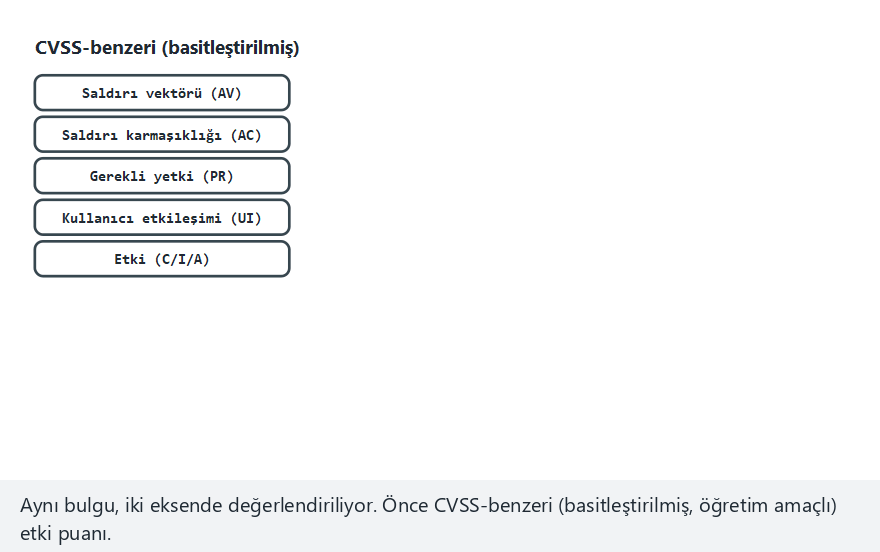 CVSS-benzeri (basitleştirilmiş)
Saldırı vektörü (AV)
Saldırı karmaşıklığı (AC)
Gerekli yetki (PR)
Kullanıcı etkileşimi (UI)
Etki (C/I/A)
Aynı bulgu, iki eksende değerlendiriliyor. Önce CVSS-benzeri (basitleştirilmiş, öğretim amaçlı)
etki puanı.